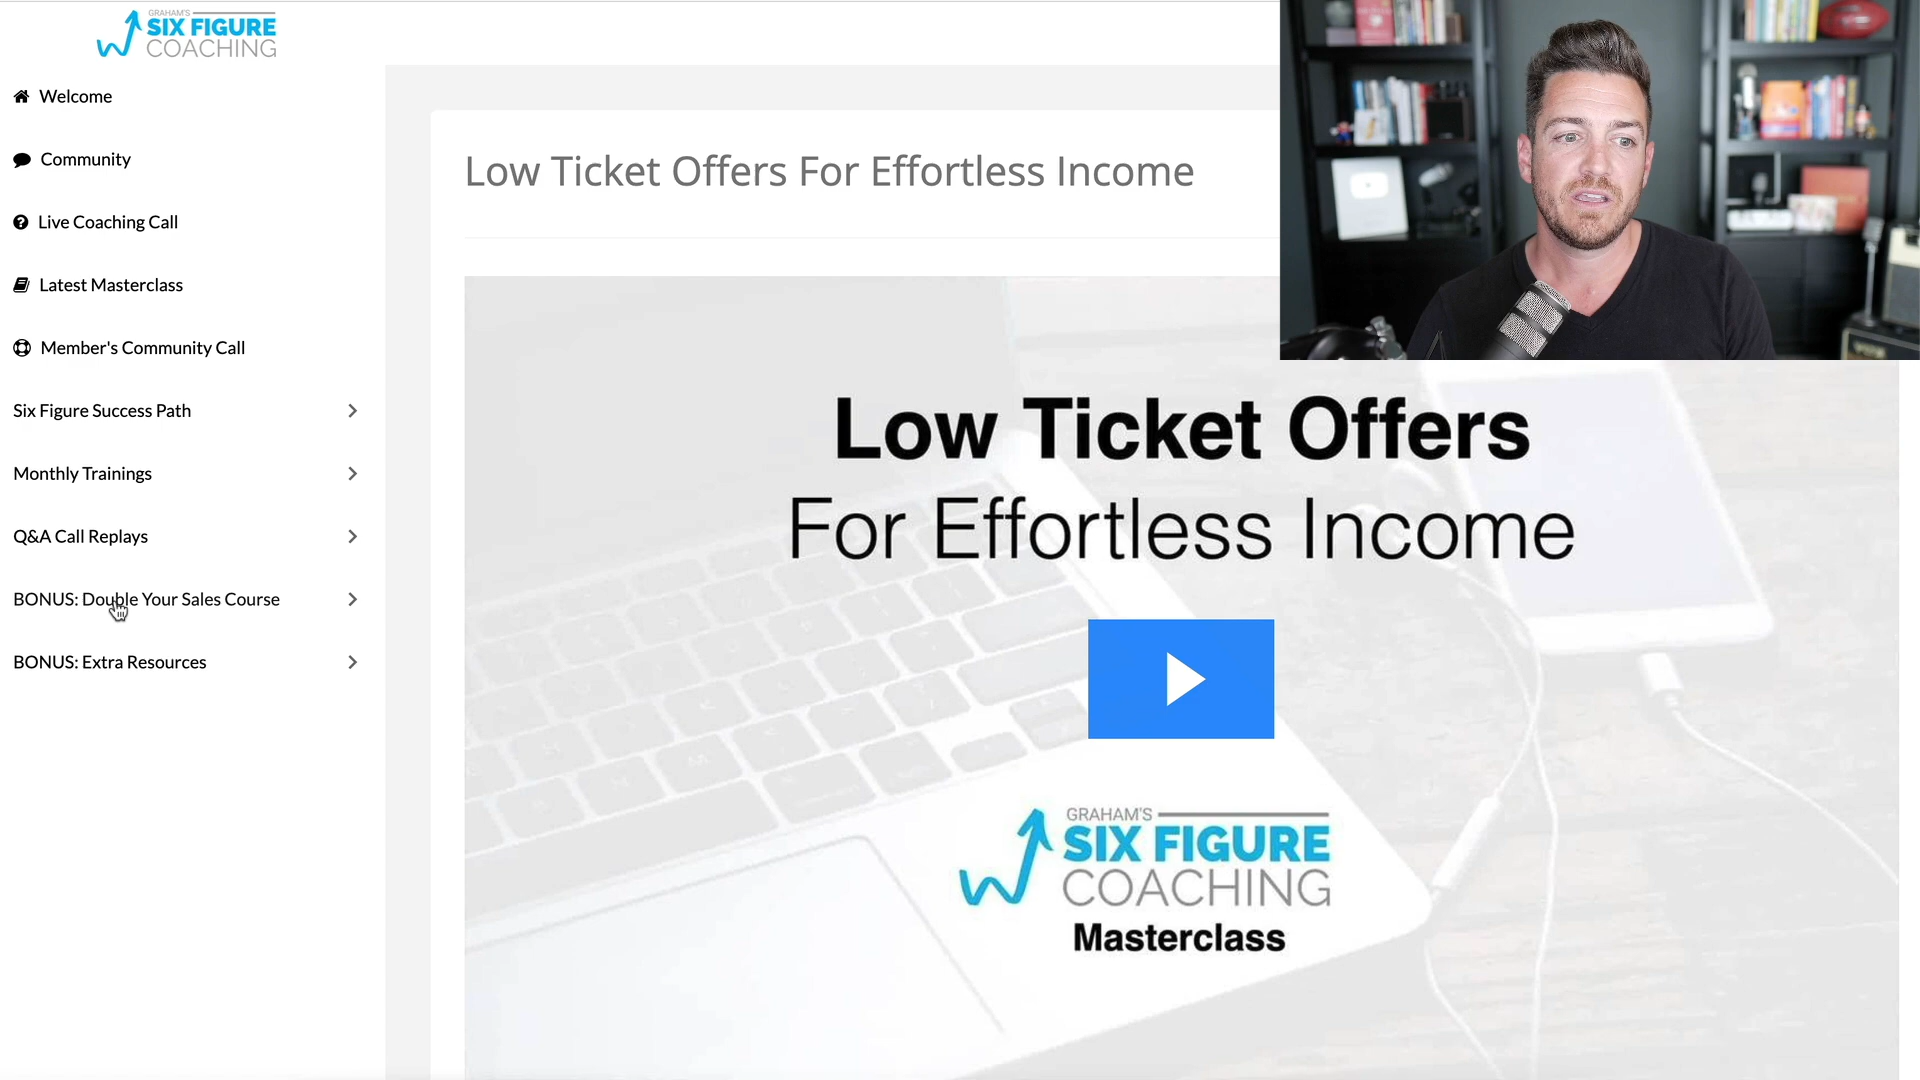 GRAHAM'S
SIX FIGURE
COACHING
Welcome
Community
Live Coaching Call
Latest Masterclass
Member's Community Call
Six Figure Success Path
Monthly Trainings
Q&A Call Replays
BONUS: Double Your Sales Course
BONUS: Extra Resources
Low Ticket Offers For Effortless Income
Low Ticket Offers
For Effortless Income
GRAHAM'S
SIX FIGURE
COACHING
Masterclass